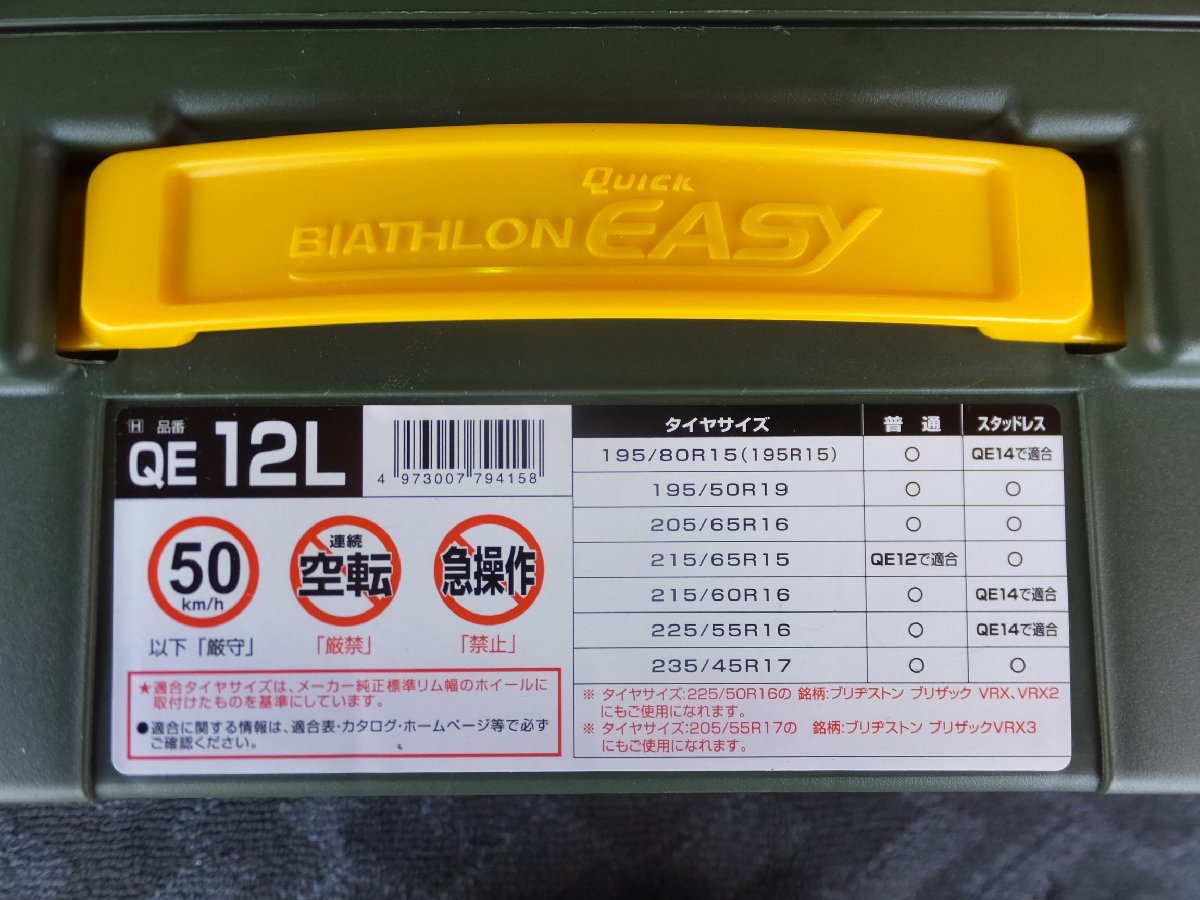 QUICK
BIATHLON EASY
H 品番
QE 12L
4 973007 794158
50
km/h
以下「厳守」
連続
空転
「厳禁」
急操作
「禁止」
★適合タイヤサイズは、メーカー純正標準リム幅のホイールに
取付けたものを基準にしています。
●適合に関する情報は、適合表・カタログ・ホームページ等で必ず
ご確認ください。
タイヤサイズ 普通 スタッドレス
195/80R15(195R15) ○ QE14で適合
195/50R19 ○ ○
205/65R16 ○ ○
215/65R15 QE12で適合 ○
215/60R16 ○ QE14で適合
225/55R16 ○ QE14で適合
235/45R17 ○ ○
※ タイヤサイズ:225/50R16の 銘柄:ブリヂストン ブリザック VRX、VRX2
にもご使用になれます。
※ タイヤサイズ:205/55R17の 銘柄:ブリヂストン ブリザックVRX3
にもご使用になれます。